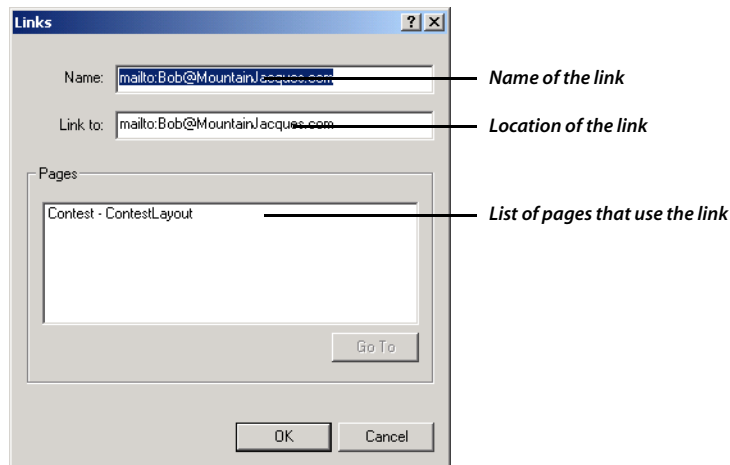 Links
Name: mailto:Bob@MountainJacques.com Name of the link
Link to: mailto:Bob@MountainJacques.com Location of the link
Pages
Contest - ContestLayout List of pages that use the link
Go To
OK Cancel